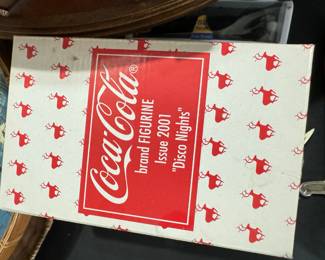 Coca-Cola®
brand FIGURINE
Issue 2001
"Disco Nights"